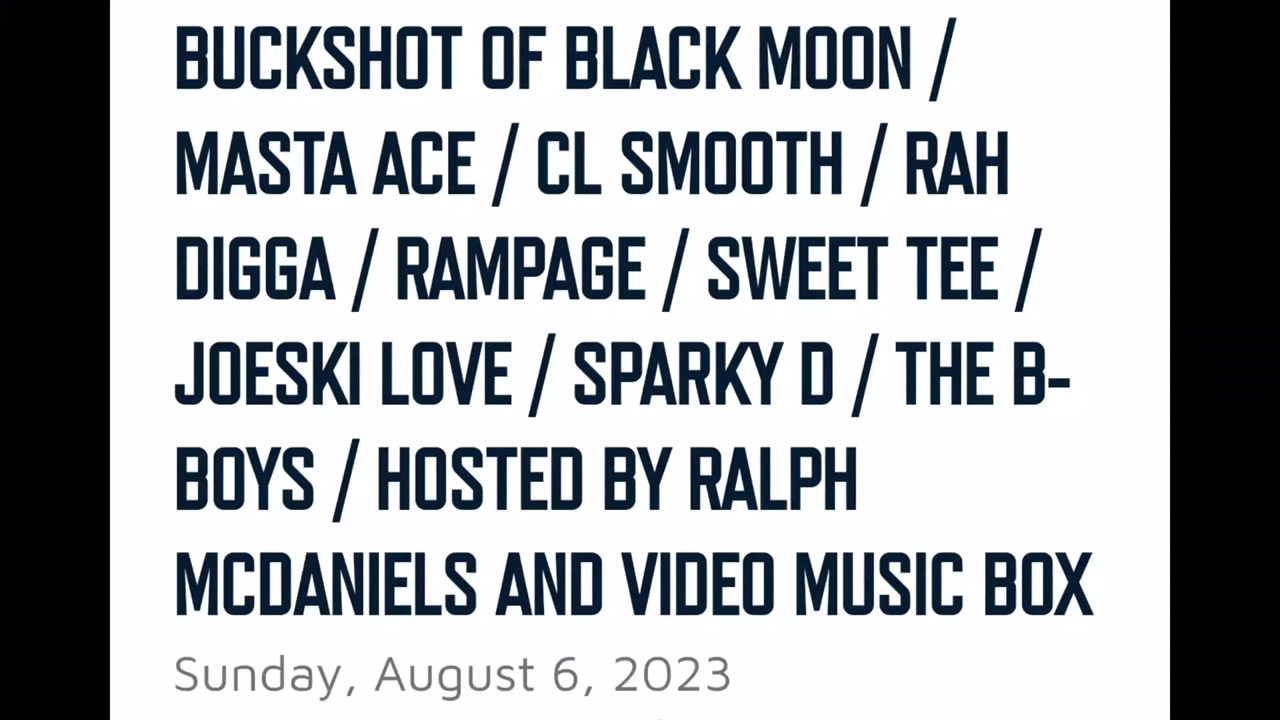 BUCKSHOT OF BLACK MOON /
MASTA ACE / CL SMOOTH / RAH
DIGGA / RAMPAGE / SWEET TEE /
JOESKI LOVE / SPARKY D / THE B-
BOYS / HOSTED BY RALPH
MCDANIELS AND VIDEO MUSIC BOX
Sunday, August 6, 2023